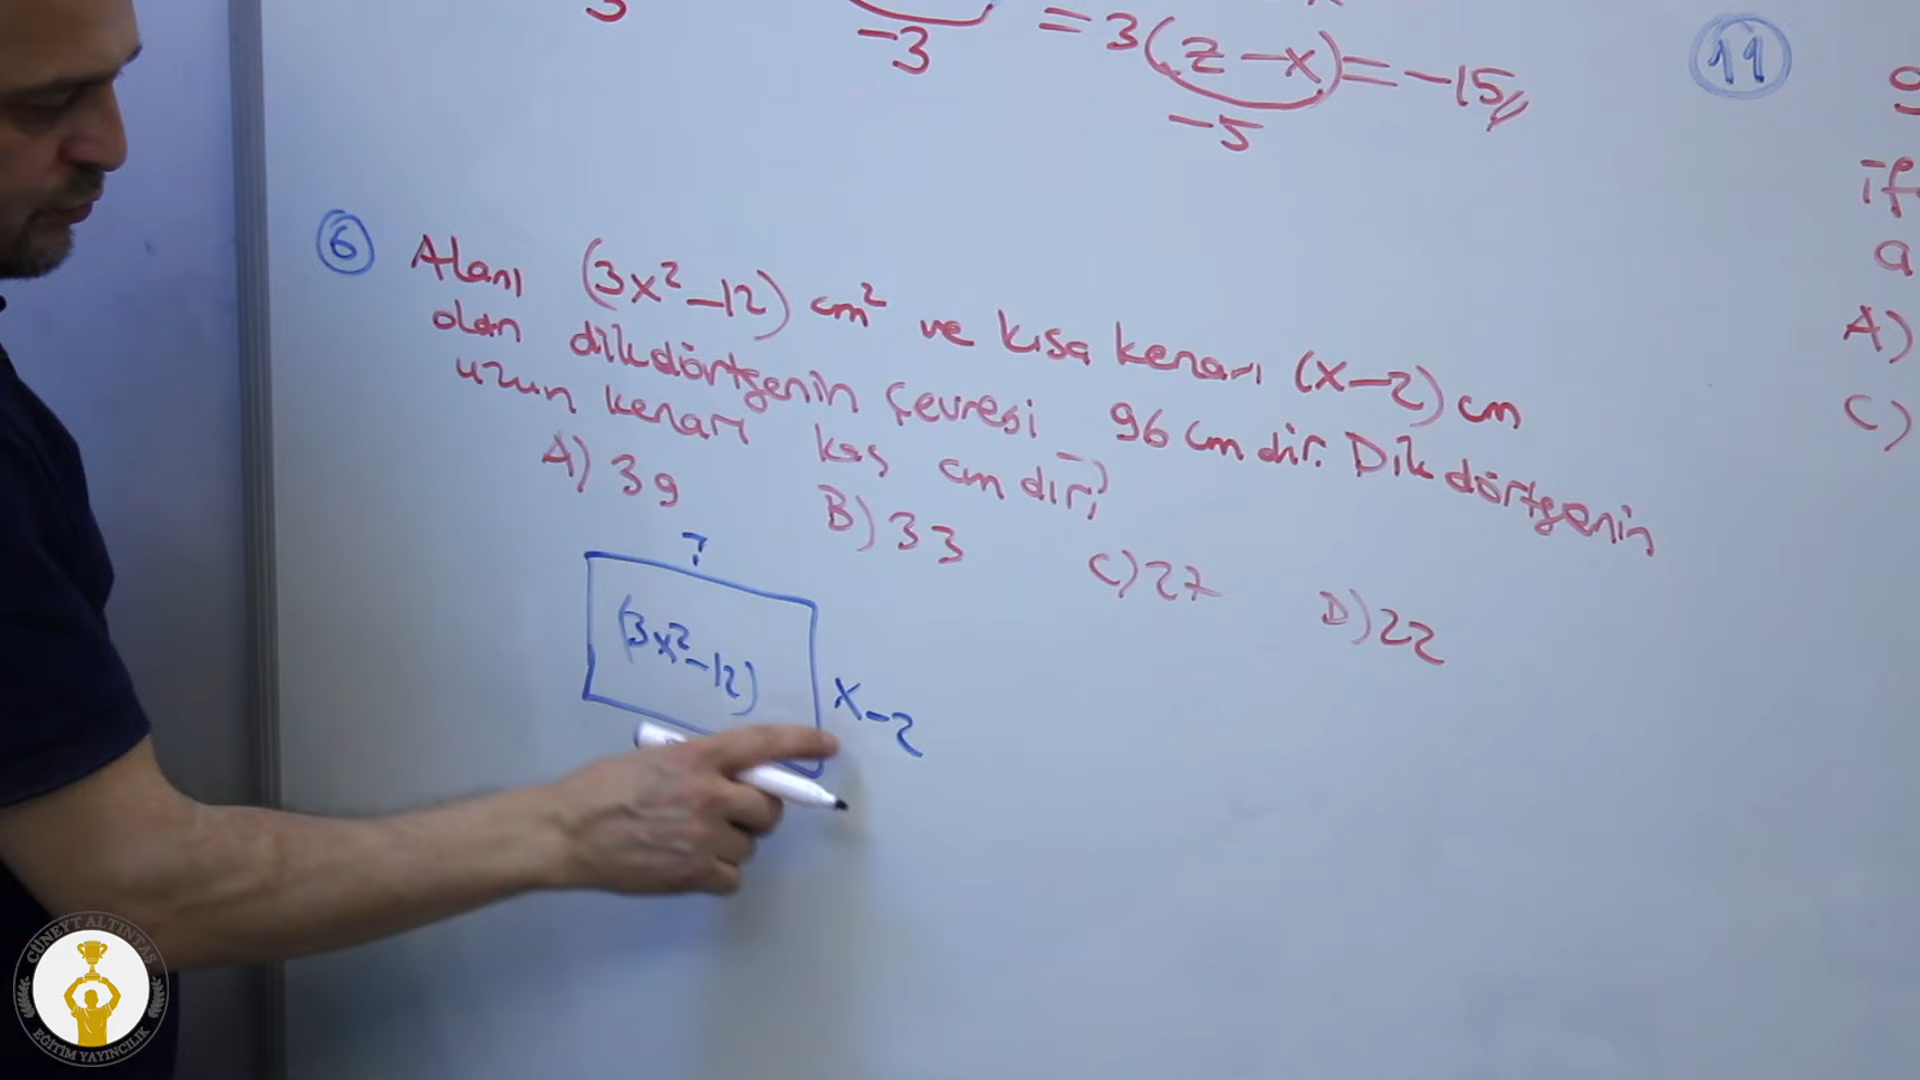 3
-3
= 3(z-x) = -15
-5
11
6
Alanı (3x²-12) cm² ve kısa kenarı (x-2) cm
olan dikdörtgenin çevresi 96 cm dir. Dikdörtgenin
uzun kenarı kaç cm dir?
A) 39 B) 33 C) 27 D) 22
?
(3x²-12)
x-2
if
a
A)
C)
CÜNEYT ALTINTAŞ
EĞİTİM YAYINCILIK